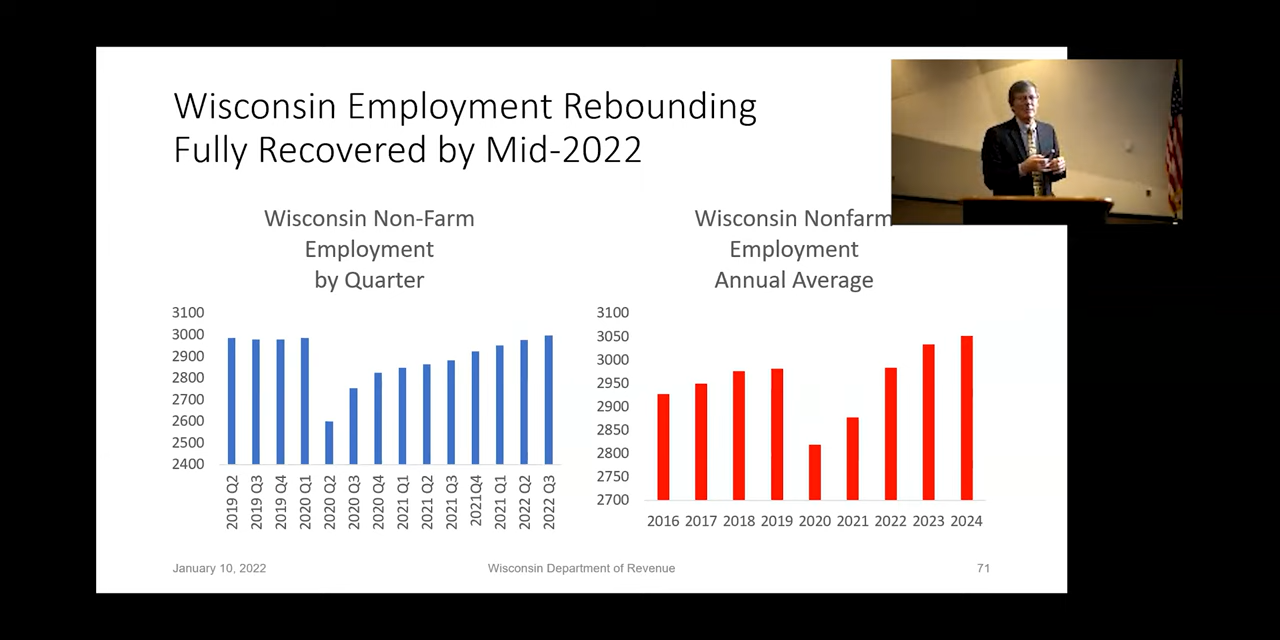 Wisconsin Employment Rebounding
Fully Recovered by Mid-2022
Wisconsin Non-Farm
Employment
by Quarter
3100
3000
2900
2800
2700
2600
2500
2400
2019 Q2
2019 Q3
2019 Q4
2020 Q1
2020 Q2
2020 Q3
2020 Q4
2021 Q1
2021 Q2
2021 Q3
2021Q4
2021 Q1
2022 Q2
2022 Q3
Wisconsin Nonfarm
Employment
Annual Average
3100
3050
3000
2950
2900
2850
2800
2750
2700
2016 2017 2018 2019 2020 2021 2022 2023 2024
January 10, 2022
Wisconsin Department of Revenue
71